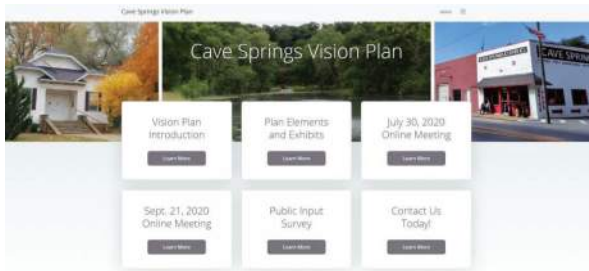 Cave Springs Vision Plan
Cave Springs Vision Plan
CAVE SPRING
Vision Plan
Introduction
Learn More
Plan Elements
and Exhibits
Learn More
July 30, 2020
Online Meeting
Learn More
Sept. 21, 2020
Online Meeting
Learn More
Public Input
Survey
Learn More
Contact Us
Today!
Learn More